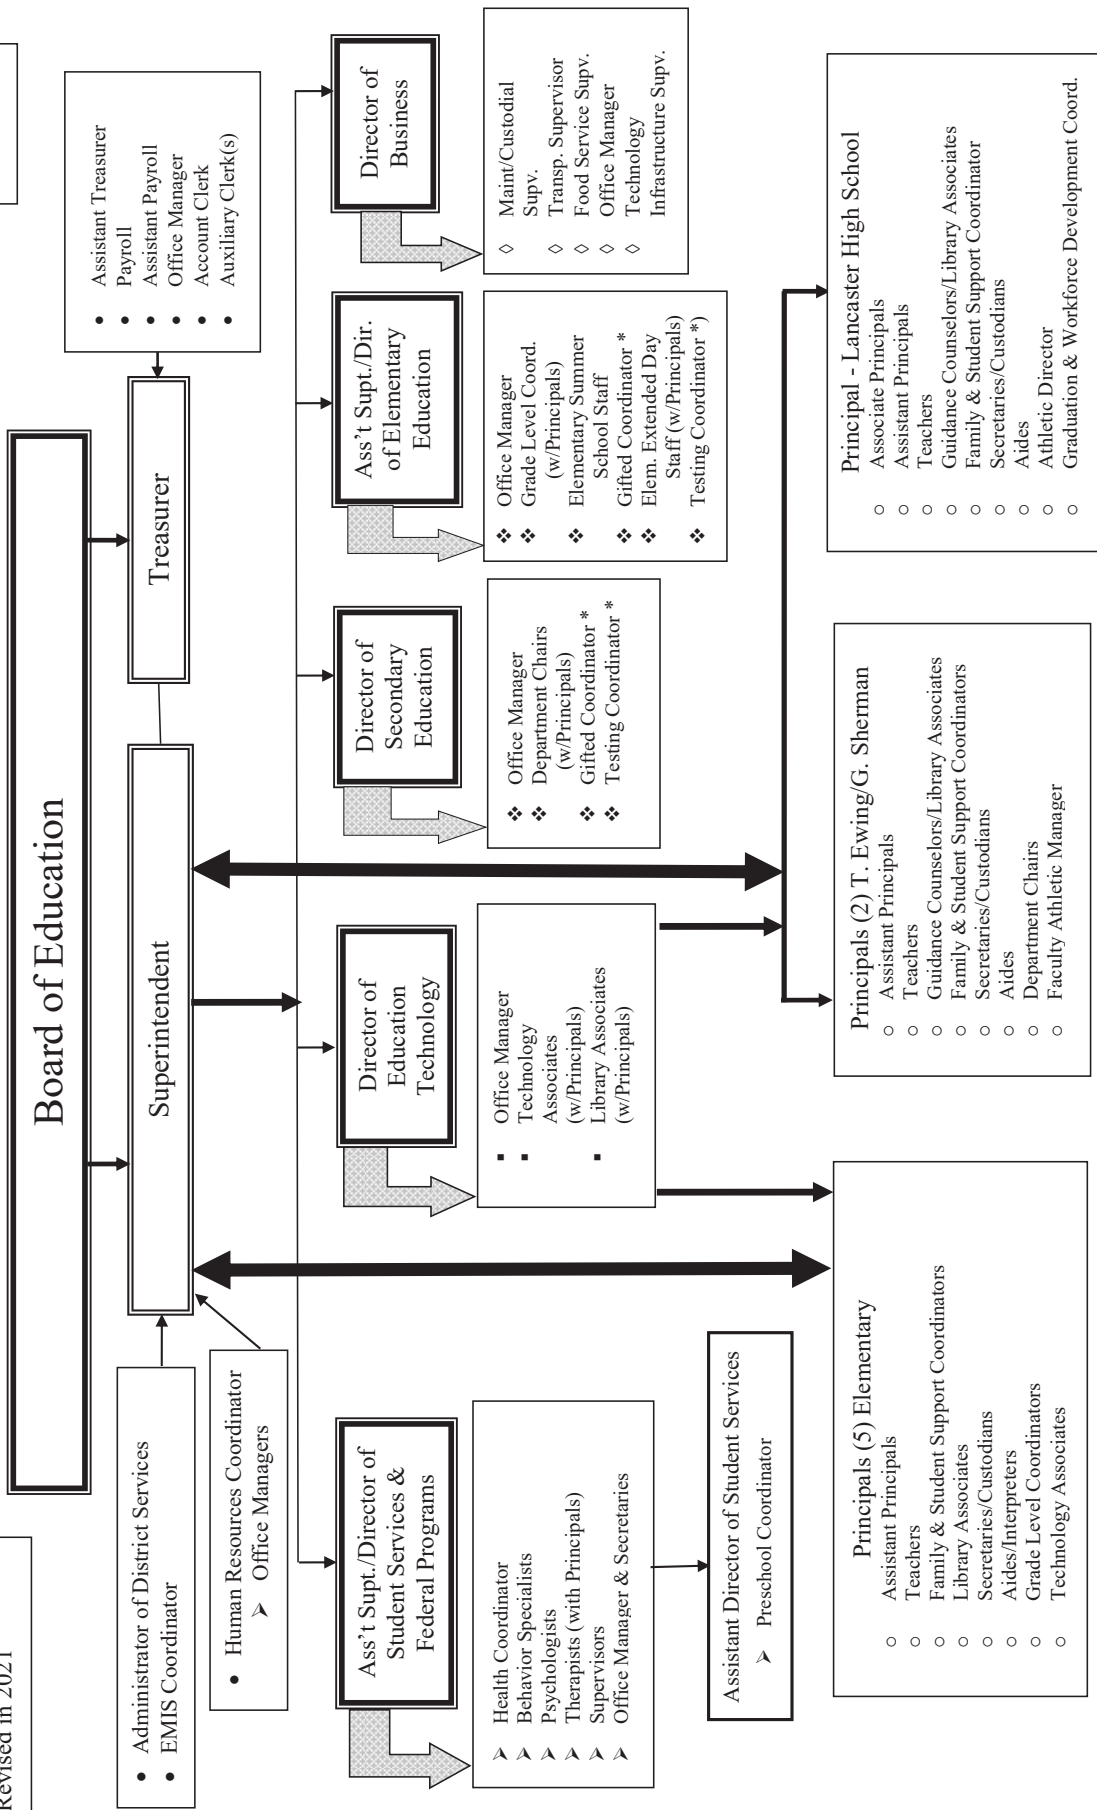 Revised in 2021
Board of Education
Superintendent
Treasurer
• Assistant Treasurer
• Payroll
• Assistant Payroll
• Office Manager
• Account Clerk
• Auxiliary Clerk(s)
• Administrator of District Services
• EMIS Coordinator
• Human Resources Coordinator
➢ Office Managers
Ass't Supt./Director of
Student Services &
Federal Programs
➢ Health Coordinator
➢ Behavior Specialists
➢ Psychologists
➢ Therapists (with Principals)
➢ Supervisors
➢ Office Manager & Secretaries
Assistant Director of Student Services
➢ Preschool Coordinator
Director of
Education
Technology
▪ Office Manager
▪ Technology
Associates
(w/Principals)
▪ Library Associates
(w/Principals)
Director of
Secondary
Education
❖ Office Manager
❖ Department Chairs
(w/Principals)
❖ Gifted Coordinator *
❖ Testing Coordinator *
Ass't Supt./Dir.
of Elementary
Education
❖ Office Manager
❖ Grade Level Coord.
(w/Principals)
❖ Elementary Summer
School Staff
❖ Gifted Coordinator *
❖ Elem. Extended Day
Staff (w/Principals)
❖ Testing Coordinator *)
Director of
Business
◊ Maint/Custodial
Supv.
◊ Transp. Supervisor
◊ Food Service Supv.
◊ Office Manager
◊ Technology
Infrastructure Supv.
Principals (5) Elementary
○ Assistant Principals
○ Teachers
○ Family & Student Support Coordinators
○ Library Associates
○ Secretaries/Custodians
○ Aides/Interpreters
○ Grade Level Coordinators
○ Technology Associates
Principals (2) T. Ewing/G. Sherman
○ Assistant Principals
○ Teachers
○ Guidance Counselors/Library Associates
○ Family & Student Support Coordinators
○ Secretaries/Custodians
○ Aides
○ Department Chairs
○ Faculty Athletic Manager
Principal - Lancaster High School
○ Associate Principals
○ Assistant Principals
○ Teachers
○ Guidance Counselors/Library Associates
○ Family & Student Support Coordinator
○ Secretaries/Custodians
○ Aides
○ Athletic Director
○ Graduation & Workforce Development Coord.